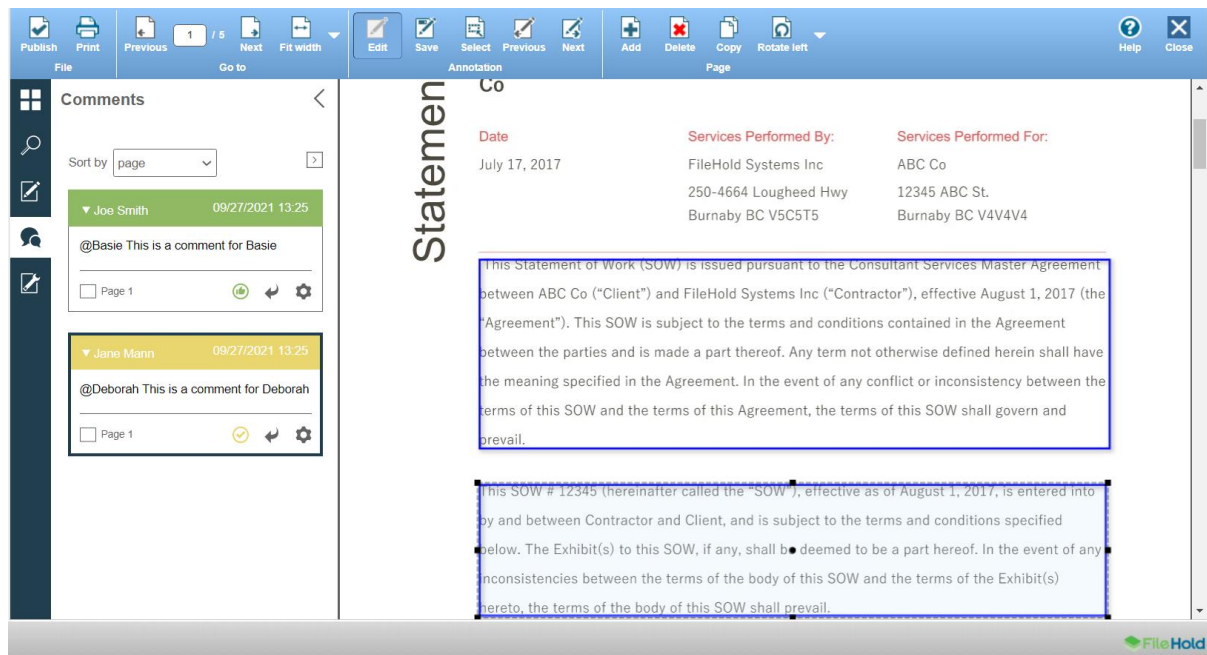 Publish Print Previous 1 / 5 Next Fit width Edit Save Select Previous Next Add Delete Copy Rotate left Help Close
File Go to Annotation Page
Comments
Sort by page
Joe Smith 09/27/2021 13:25
@Basie This is a comment for Basie
Page 1
Jane Mann 09/27/2021 13:25
@Deborah This is a comment for Deborah
Page 1
Statemen
Co
Date Services Performed By: Services Performed For:
July 17, 2017 FileHold Systems Inc ABC Co
250-4664 Lougheed Hwy 12345 ABC St.
Burnaby BC V5C5T5 Burnaby BC V4V4V4
This Statement of Work (SOW) is issued pursuant to the Consultant Services Master Agreement
between ABC Co (“Client”) and FileHold Systems Inc (“Contractor”), effective August 1, 2017 (the
“Agreement”). This SOW is subject to the terms and conditions contained in the Agreement
between the parties and is made a part thereof. Any term not otherwise defined herein shall have
the meaning specified in the Agreement. In the event of any conflict or inconsistency between the
terms of this SOW and the terms of this Agreement, the terms of this SOW shall govern and
prevail.
This SOW # 12345 (hereinafter called the “SOW”), effective as of August 1, 2017, is entered into
by and between Contractor and Client, and is subject to the terms and conditions specified
below. The Exhibit(s) to this SOW, if any, shall be deemed to be a part hereof. In the event of any
inconsistencies between the terms of the body of this SOW and the terms of the Exhibit(s)
hereto, the terms of the body of this SOW shall prevail.
FileHold